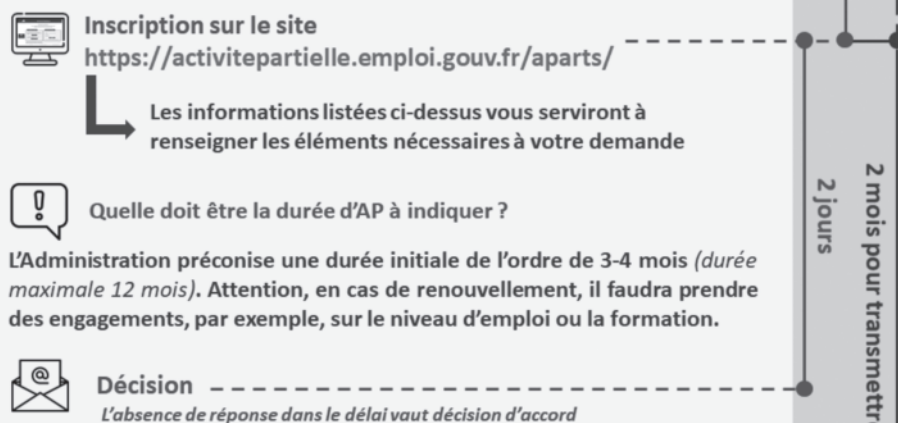 Inscription sur le site
https://activitepartielle.emploi.gouv.fr/aparts/
Les informations listées ci-dessus vous serviront à
renseigner les éléments nécessaires à votre demande
Quelle doit être la durée d'AP à indiquer ?
L'Administration préconise une durée initiale de l'ordre de 3-4 mois (durée
maximale 12 mois). Attention, en cas de renouvellement, il faudra prendre
des engagements, par exemple, sur le niveau d'emploi ou la formation.
@
Décision
L'absence de réponse dans le délai vaut décision d'accord
2 jours
2 mois pour transmettre